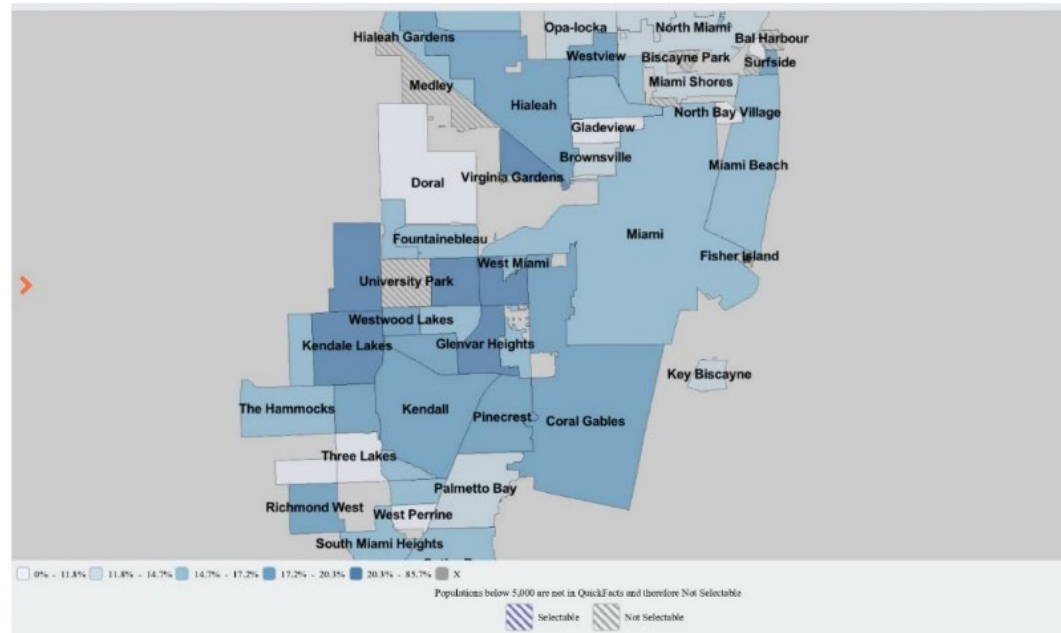 Opa-locka
North Miami
Hialeah Gardens
Bal Harbour
Westview
Biscayne Park
Surfside
Medley
Miami Shores
Hialeah
North Bay Village
Gladeview
Brownsville
Miami Beach
Virginia Gardens
Doral
Miami
Fountainebleau
Fisher Island
West Miami
University Park
Westwood Lakes
Kendale Lakes
Glenvar Heights
Key Biscayne
The Hammocks
Kendall
Pinecrest
Coral Gables
Three Lakes
Palmetto Bay
Richmond West
West Perrine
South Miami Heights
0% - 11.8% 11.8% - 14.7% 14.7% - 17.2% 17.2% - 20.3% 20.3% - 85.7% X
Populations below 5,000 are not in QuickFacts and therefore Not Selectable
Selectable Not Selectable